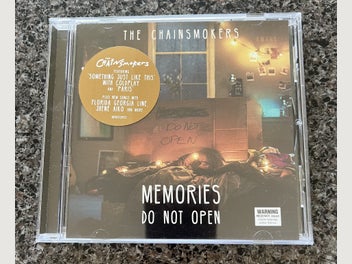 THE CHAINSMOKERS
THE
CHAINSMOKERS
FEATURING
'SOMETHING JUST LIKE THIS'
WITH COLDPLAY
AND 'PARIS'
PLUS NEW SONGS WITH
FLORIDA GEORGIA LINE
JHENÉ AIKO AND MORE
DO NOT
OPEN
MEMORIES
DO NOT OPEN
WARNING